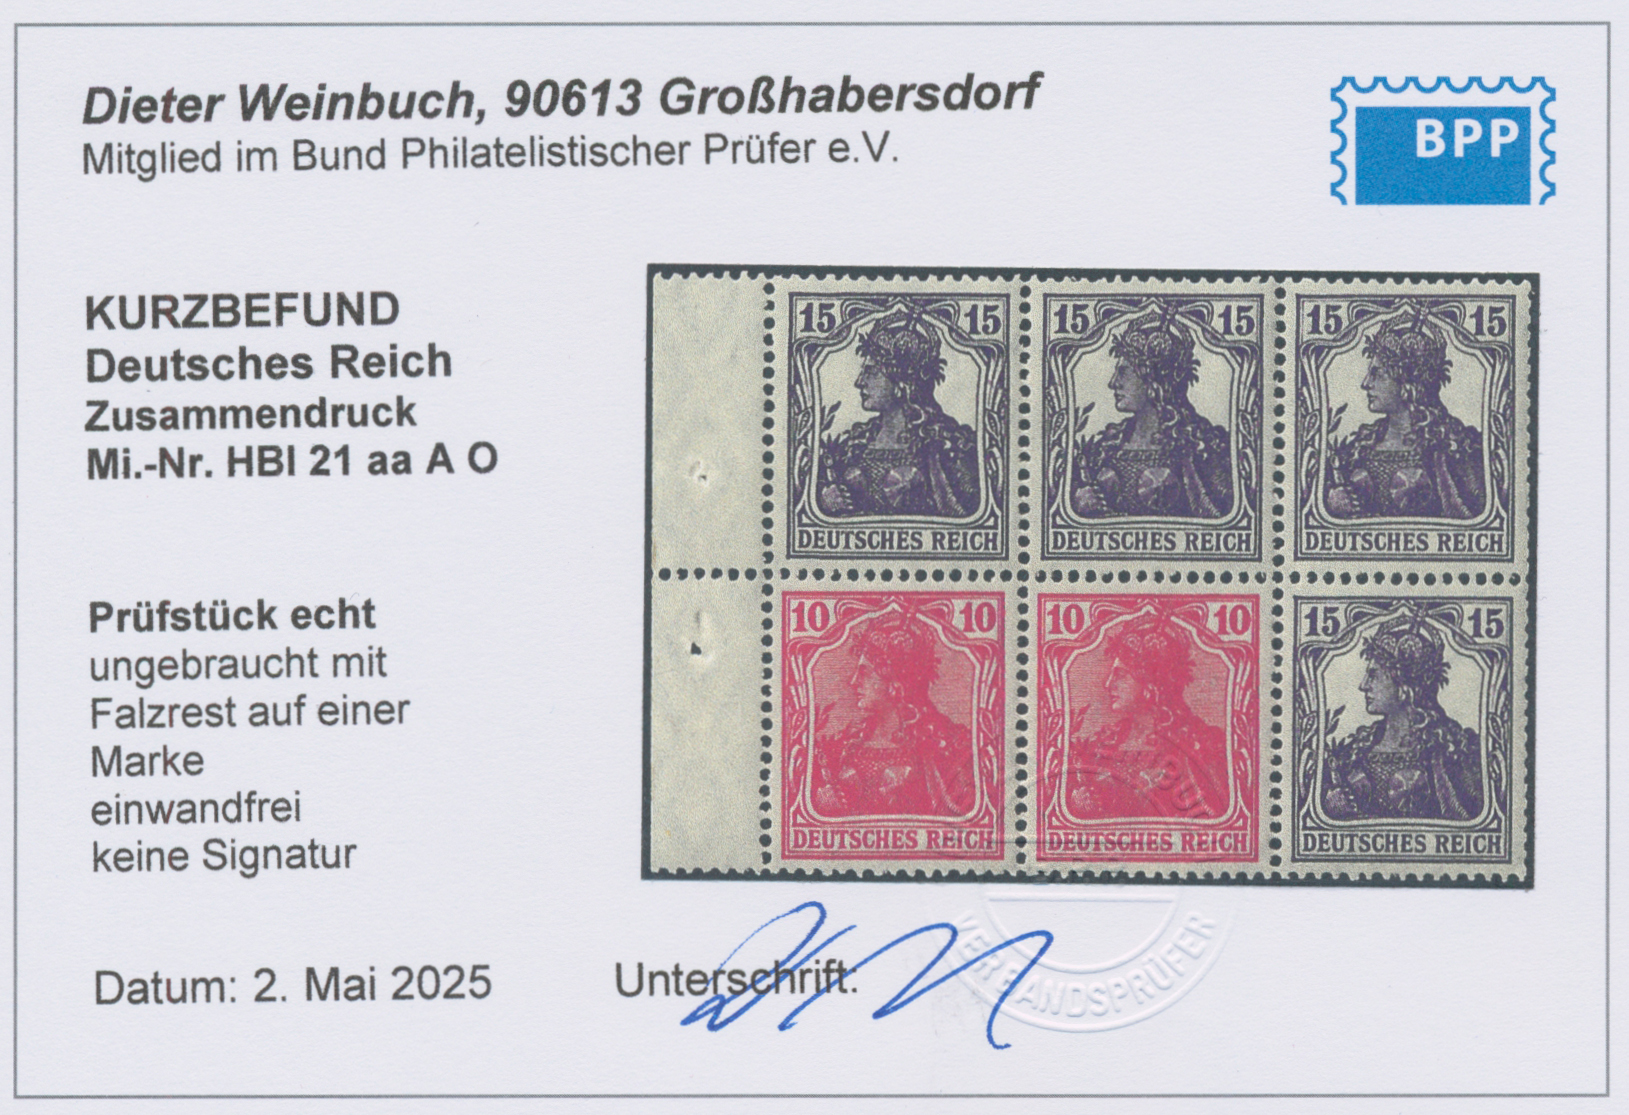 Dieter Weinbuch, 90613 Großhabersdorf
Mitglied im Bund Philatelistischer Prüfer e.V.
BPP
KURZBEFUND
Deutsches Reich
Zusammendruck
Mi.-Nr. HBI 21 aa A O
15 15
DEUTSCHES REICH
15 15
DEUTSCHES REICH
15 15
DEUTSCHES REICH
10 10
DEUTSCHES REICH
10 10
DEUTSCHES REICH
15 15
DEUTSCHES REICH
Prüfstück echt
ungebraucht mit
Falzrest auf einer
Marke
einwandfrei
keine Signatur
Datum: 2. Mai 2025
Unterschrift:
VERBANDSPRÜFER